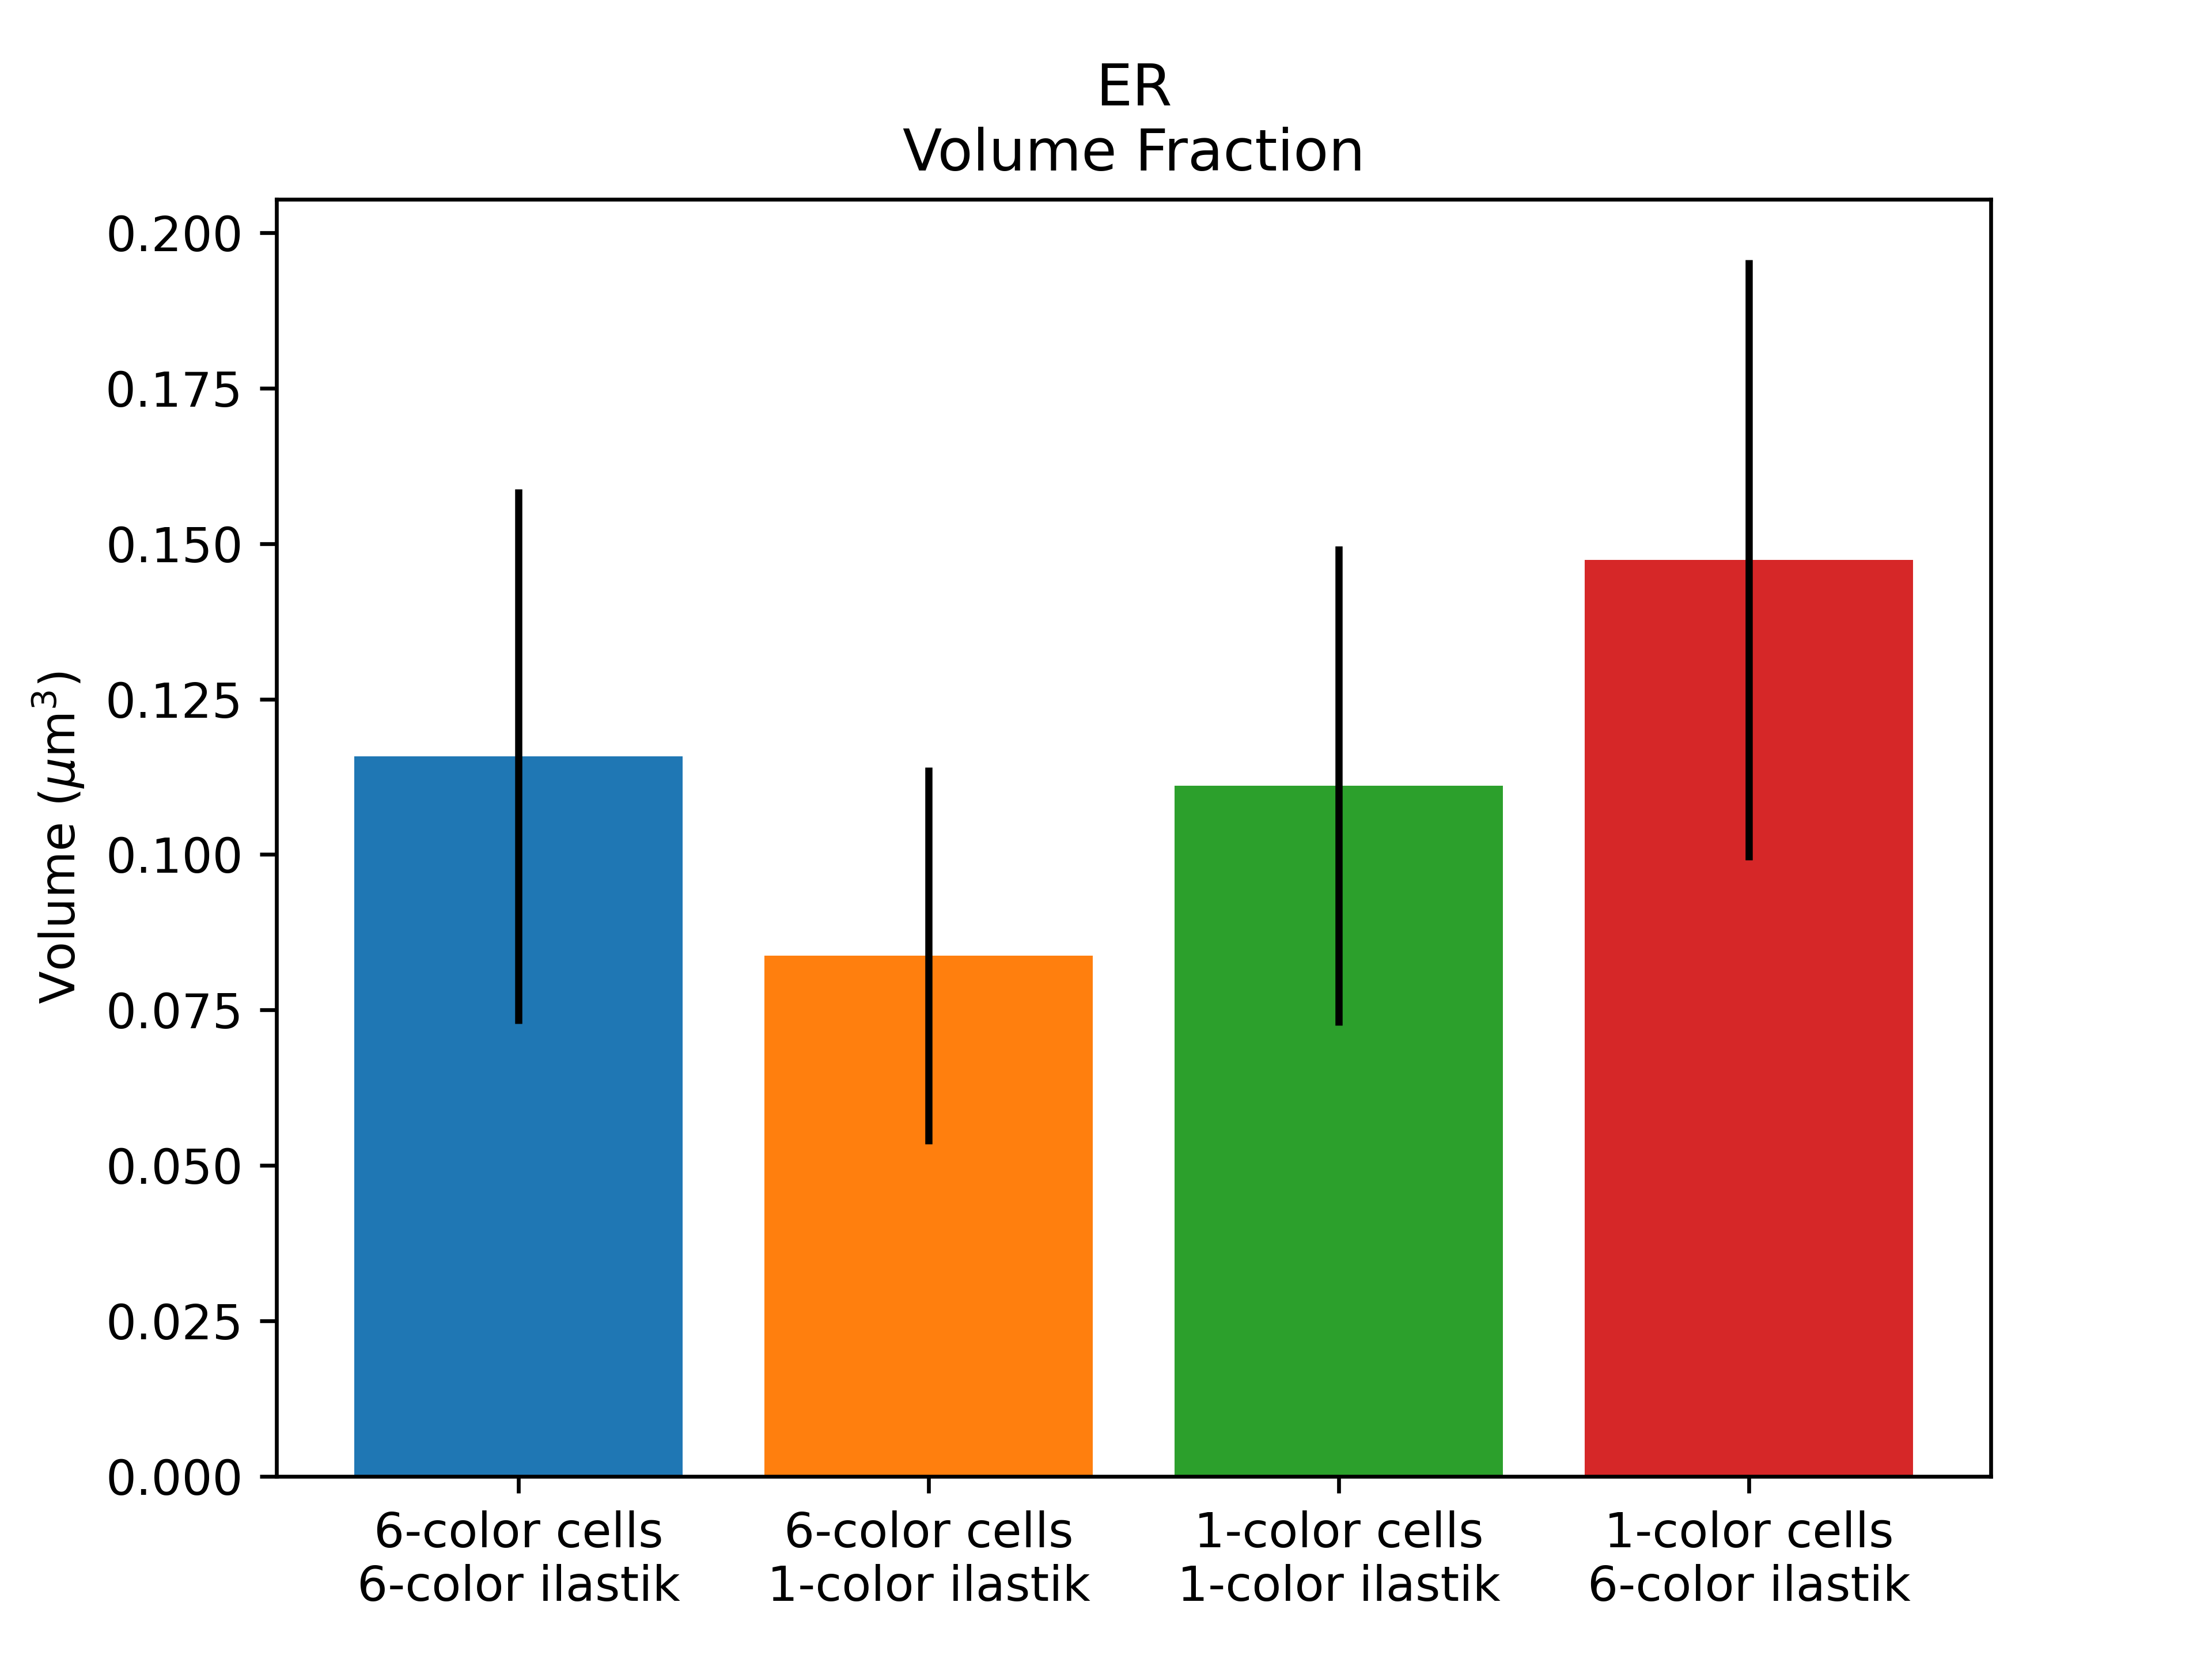 ER
Volume Fraction
0.200
0.175
0.150
0.125
0.100
0.075
0.050
0.025
0.000
Volume (μm³)
6-color cells
6-color ilastik
6-color cells
1-color ilastik
1-color cells
1-color ilastik
1-color cells
6-color ilastik